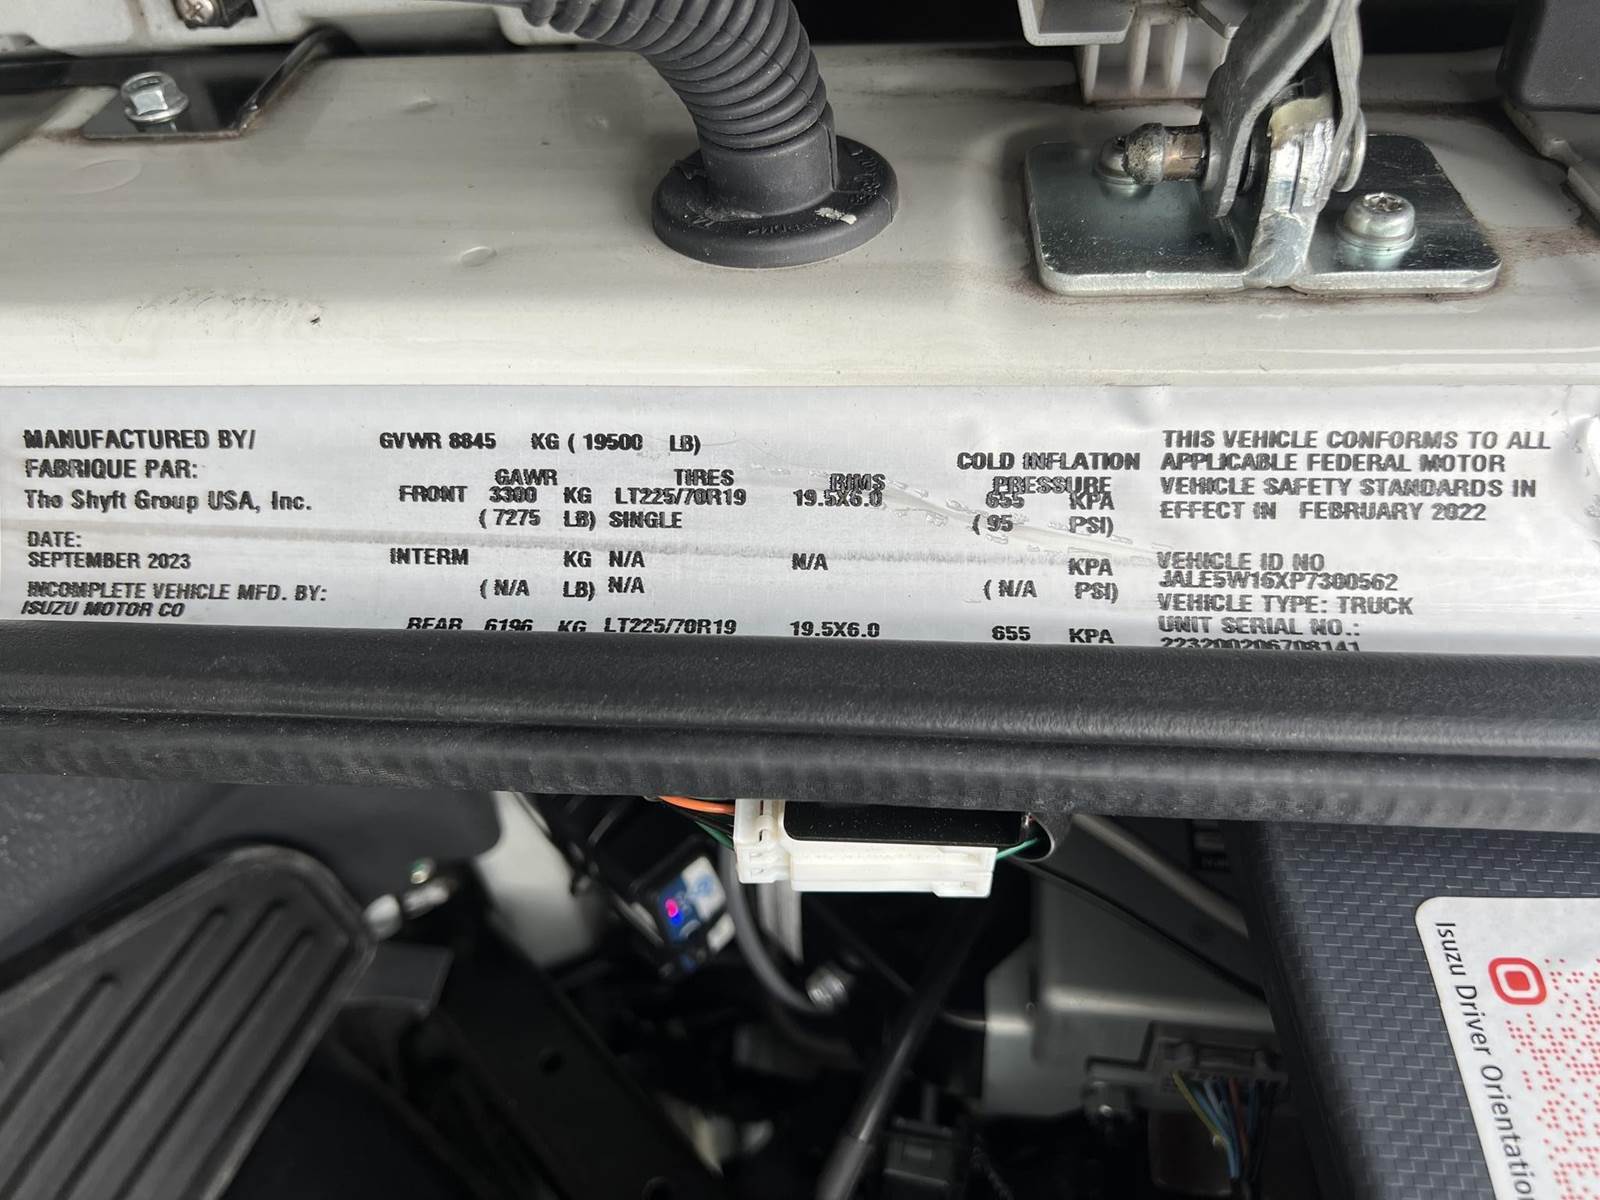 MANUFACTURED BY/
FABRIQUE PAR:
The Shyft Group USA, Inc.
DATE:
SEPTEMBER 2023
INCOMPLETE VEHICLE MFD. BY:
ISUZU MOTOR CO
GVWR 8845 KG ( 19500 LB)
GAWR TIRES RIMS COLD INFLATION PRESSURE
FRONT 3300 KG LT225/70R19 19.5X6.0 655 KPA
( 7275 LB) SINGLE ( 95 PSI)
INTERM KG N/A N/A KPA
( N/A LB) N/A ( N/A PSI)
REAR 6196 KG LT225/70R19 19.5X6.0 655 KPA
THIS VEHICLE CONFORMS TO ALL
APPLICABLE FEDERAL MOTOR
VEHICLE SAFETY STANDARDS IN
EFFECT IN FEBRUARY 2022
VEHICLE ID NO
JALE5W16XP7300562
VEHICLE TYPE: TRUCK
UNIT SERIAL NO.:
223200206708141
Isuzu Driver Orientatio